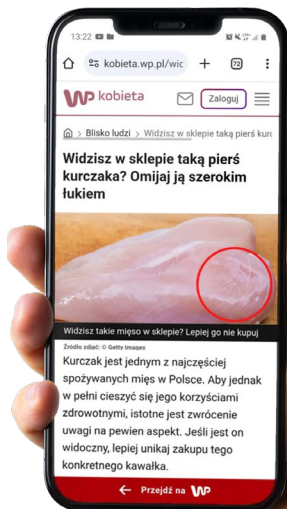 13:22
kobieta.wp.pl/wic
72
WP kobieta
Zaloguj
> Blisko ludzi > Widzisz w sklepie taką pierś kurc
Widzisz w sklepie taką pierś
kurczaka? Omijaj ją szerokim
łukiem
Widzisz takie mięso w sklepie? Lepiej go nie kupuj
Źródło zdjęć: © Getty Images
Kurczak jest jednym z najczęściej
spożywanych mięs w Polsce. Aby jednak
w pełni cieszyć się jego korzyściami
zdrowotnymi, istotne jest zwrócenie
uwagi na pewien aspekt. Jeśli jest on
widoczny, lepiej unikaj zakupu tego
konkretnego kawałka.
← Przejdź na WP